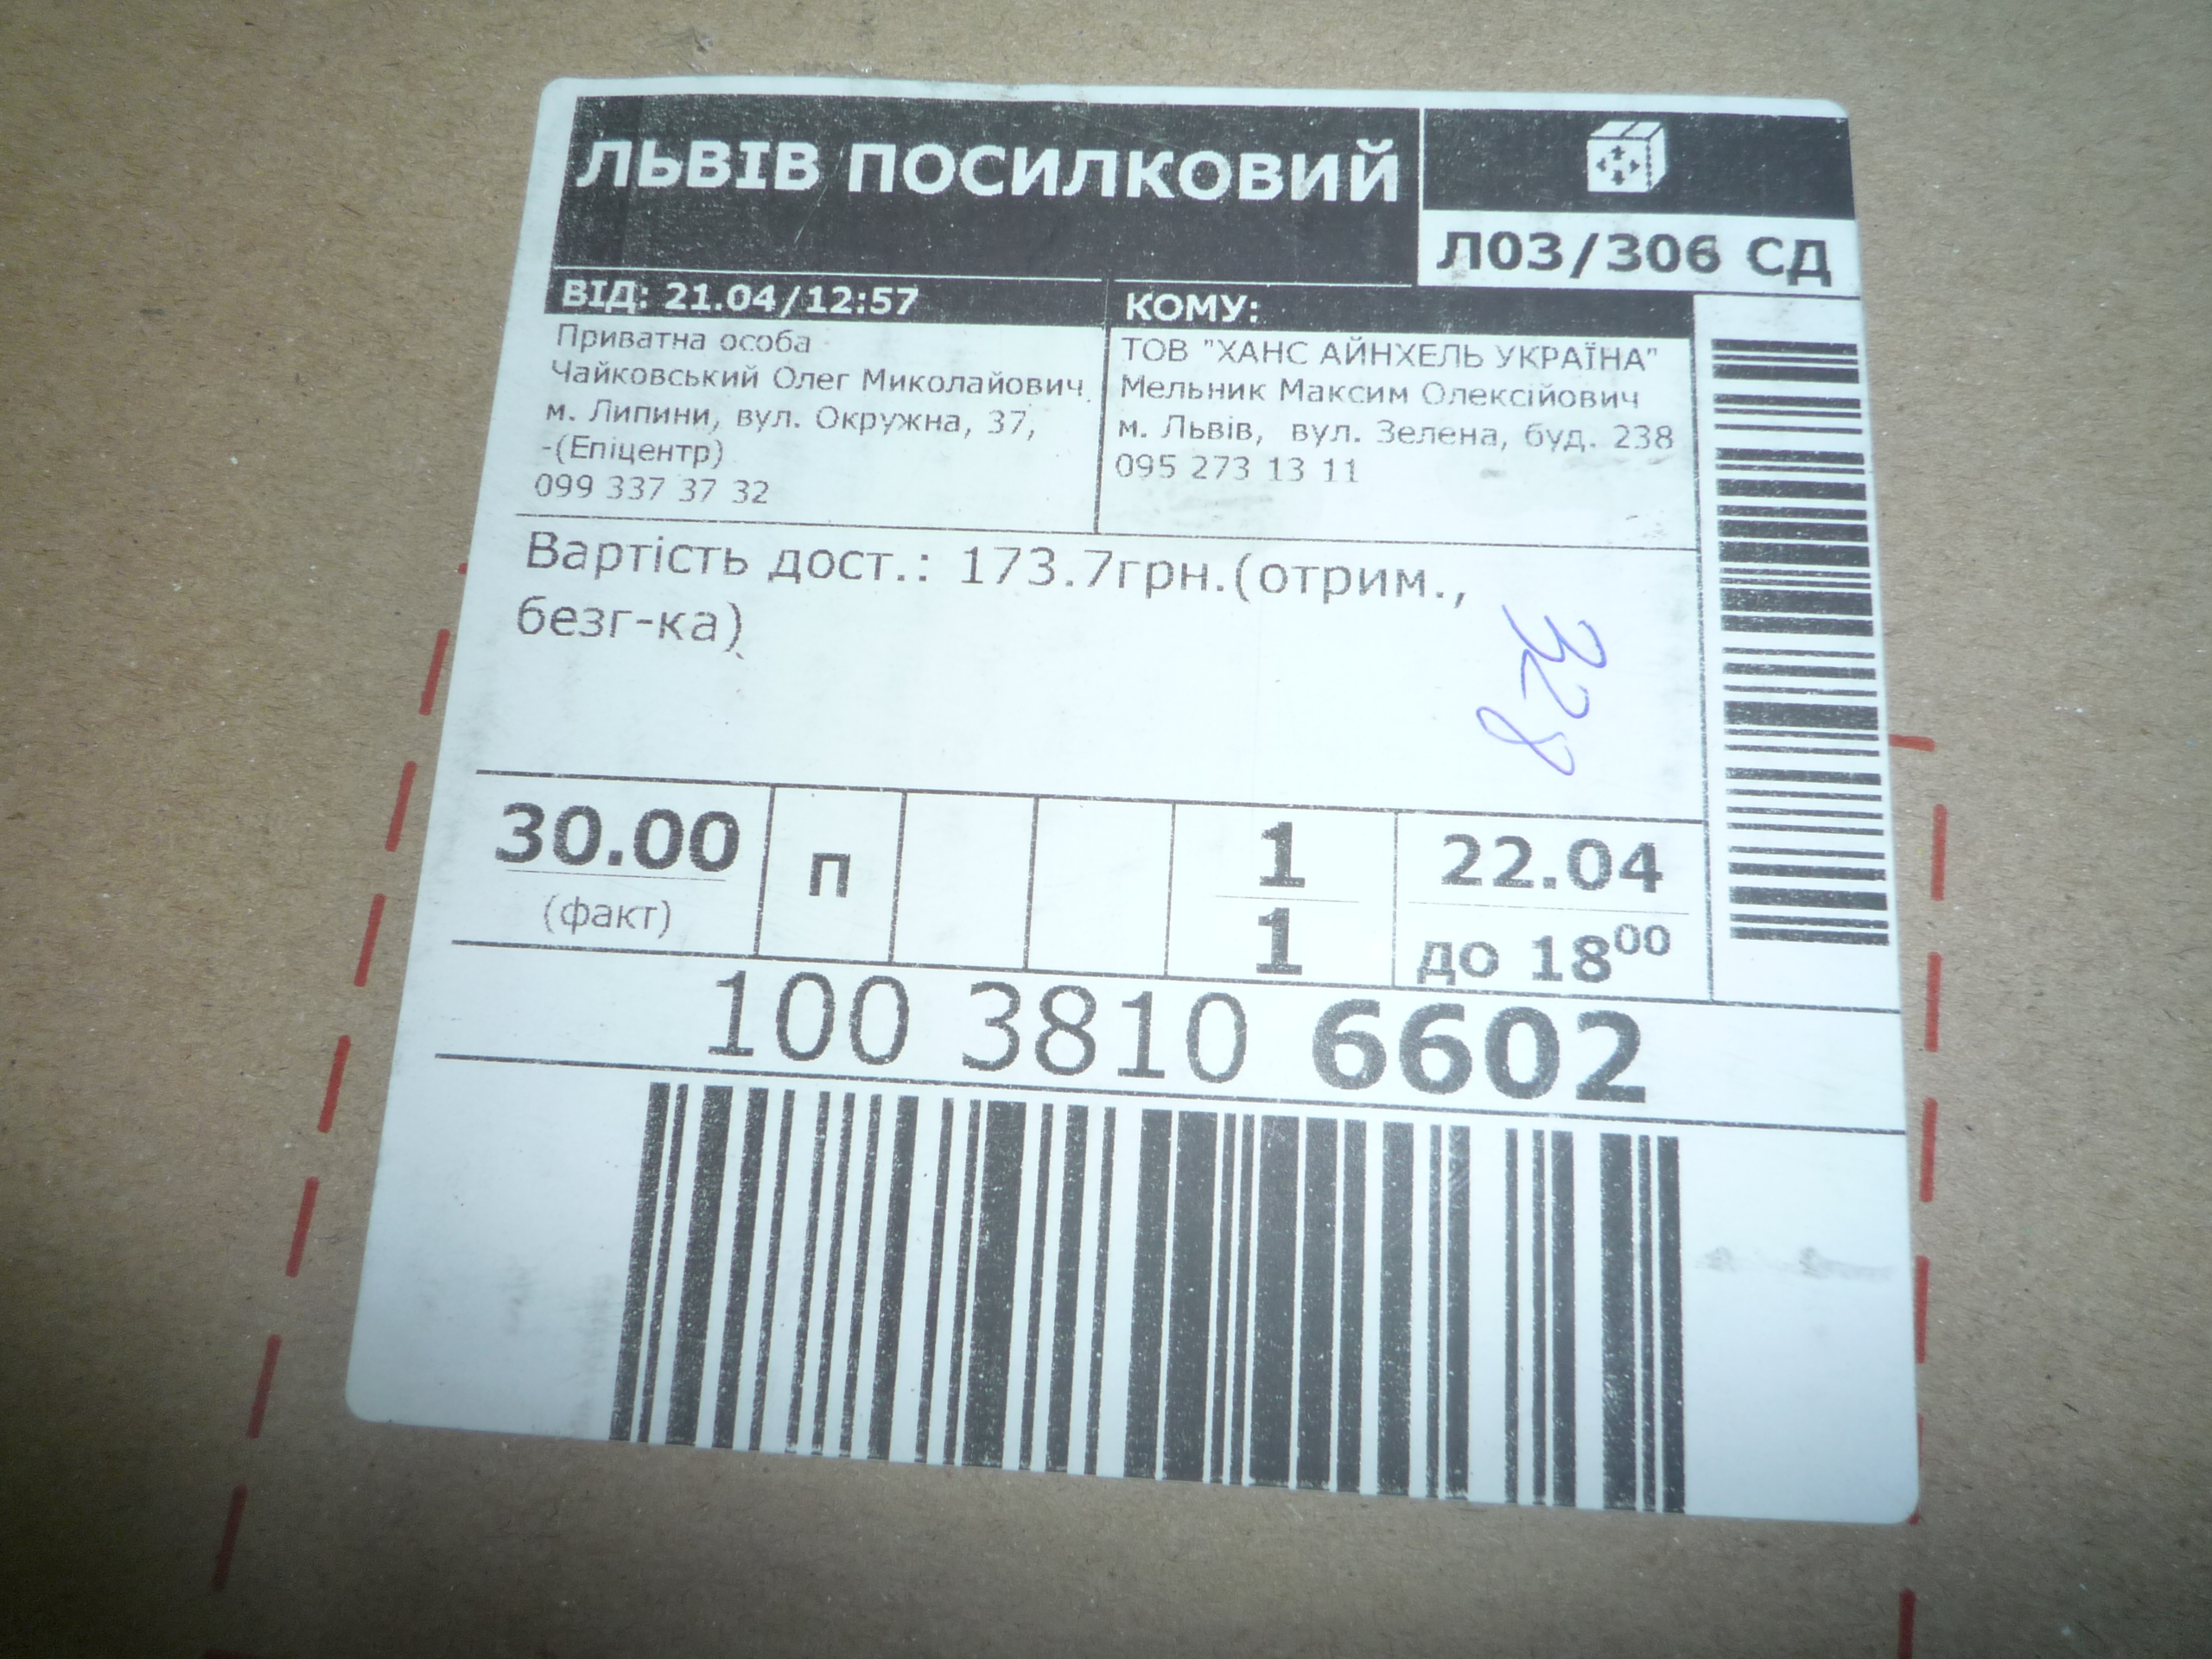 ЛЬВІВ ПОСИЛКОВИЙ
Л03/306 СД
ВІД: 21.04/12:57
Приватна особа
Чайковський Олег Миколайович
м. Липини, вул. Окружна, 37,
-(Епіцентр)
099 337 37 32
КОМУ:
ТОВ "ХАНС АЙНХЕЛЬ УКРАЇНА"
Мельник Максим Олексійович
м. Львів, вул. Зелена, буд. 238
095 273 13 11
Вартість дост.: 173.7грн.(отрим.,
безг-ка)
328
30.00
(факт)
П
1
1
22.04
до 18⁰⁰
100 3810 6602